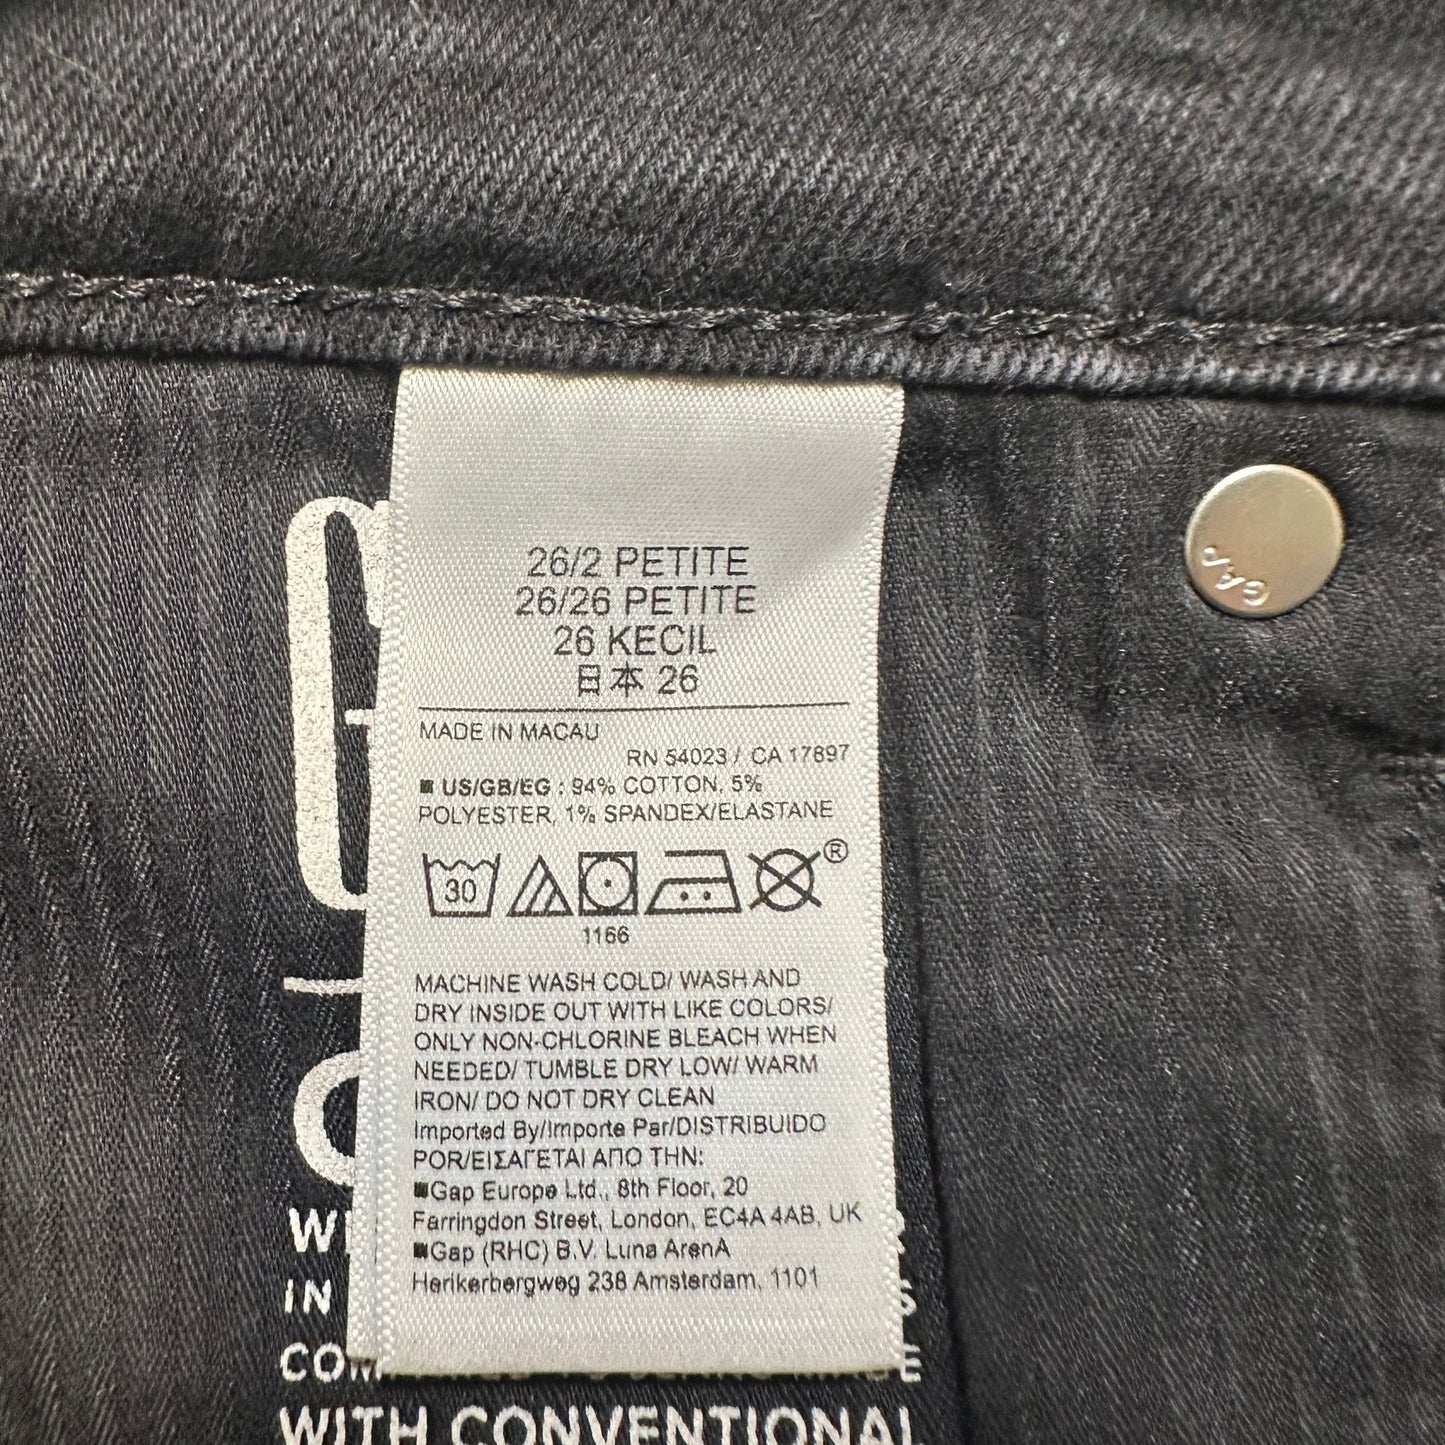 26/2 PETITE
26/26 PETITE
26 KECIL
日本 26
MADE IN MACAU
RN 54023 / CA 17897
US/GB/EG : 94% COTTON, 5%
POLYESTER, 1% SPANDEX/ELASTANE
30
®
1166
MACHINE WASH COLD/ WASH AND
DRY INSIDE OUT WITH LIKE COLORS/
ONLY NON-CHLORINE BLEACH WHEN
NEEDED/ TUMBLE DRY LOW/ WARM
IRON/ DO NOT DRY CLEAN
Imported By/Importe Par/DISTRIBUIDO
POR/ΕΙΣΑΓΕΤΑΙ ΑΠΟ ΤΗΝ:
Gap Europe Ltd., 8th Floor, 20
Farringdon Street, London, EC4A 4AB, UK
Gap (RHC) B.V. Luna ArenA
Herikerbergweg 238 Amsterdam, 1101
GAP
IN
WITH CONVENTIONAL